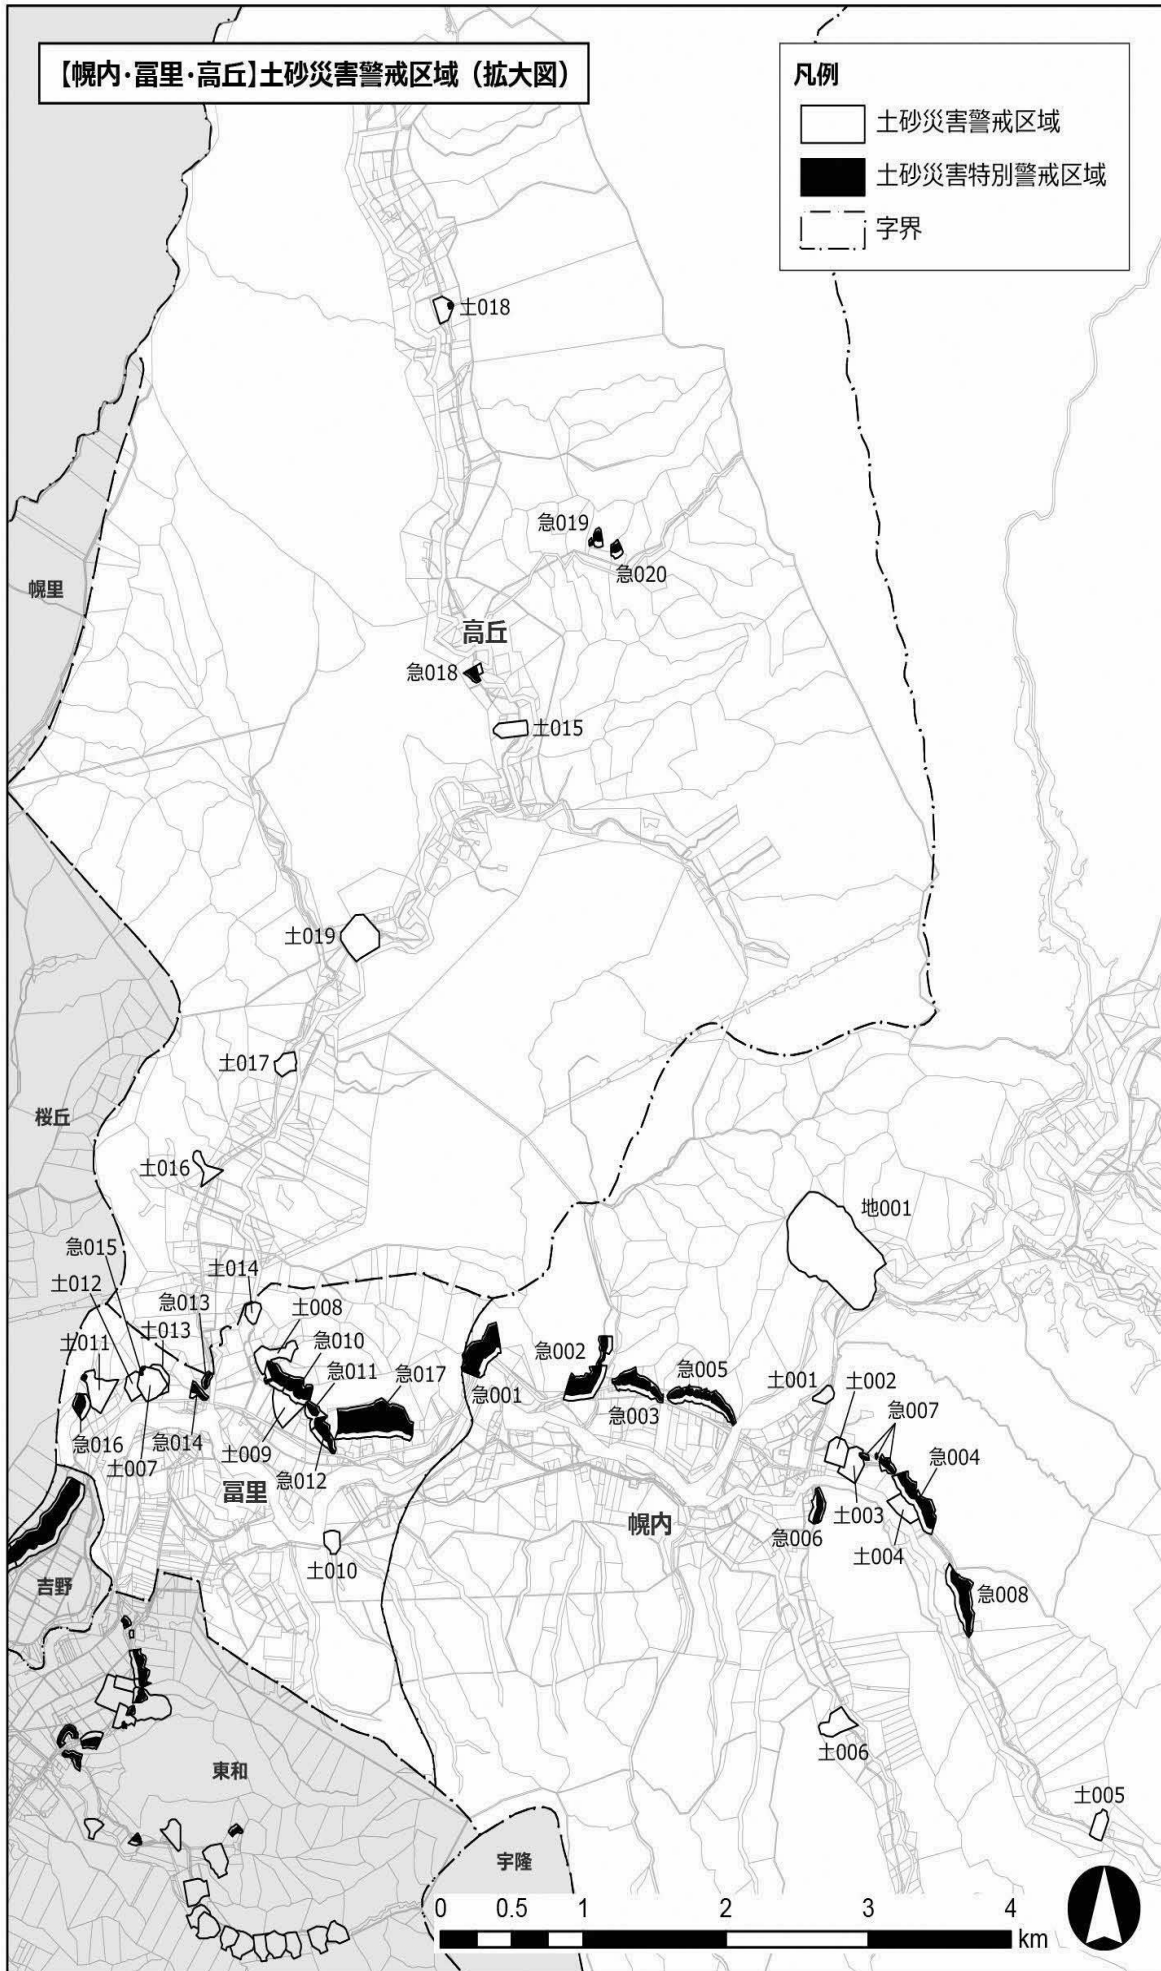 【幌内・冨里・高丘】土砂災害警戒区域（拡大図）
凡例
土砂災害警戒区域
土砂災害特別警戒区域
字界
土018
急019
急020
幌里
高丘
急018
土015
土019
土017
桜丘
土016
地001
急015
土012
土014
急013
土008
土011
土013
急010
急011
急017
急002
急005
急001
急003
土001
土002
急007
急004
急016
急014
土007
土009
急012
冨里
幌内
急006
土003
土004
土010
急008
吉野
土006
東和
土005
宇隆
0 0.5 1 2 3 4
km